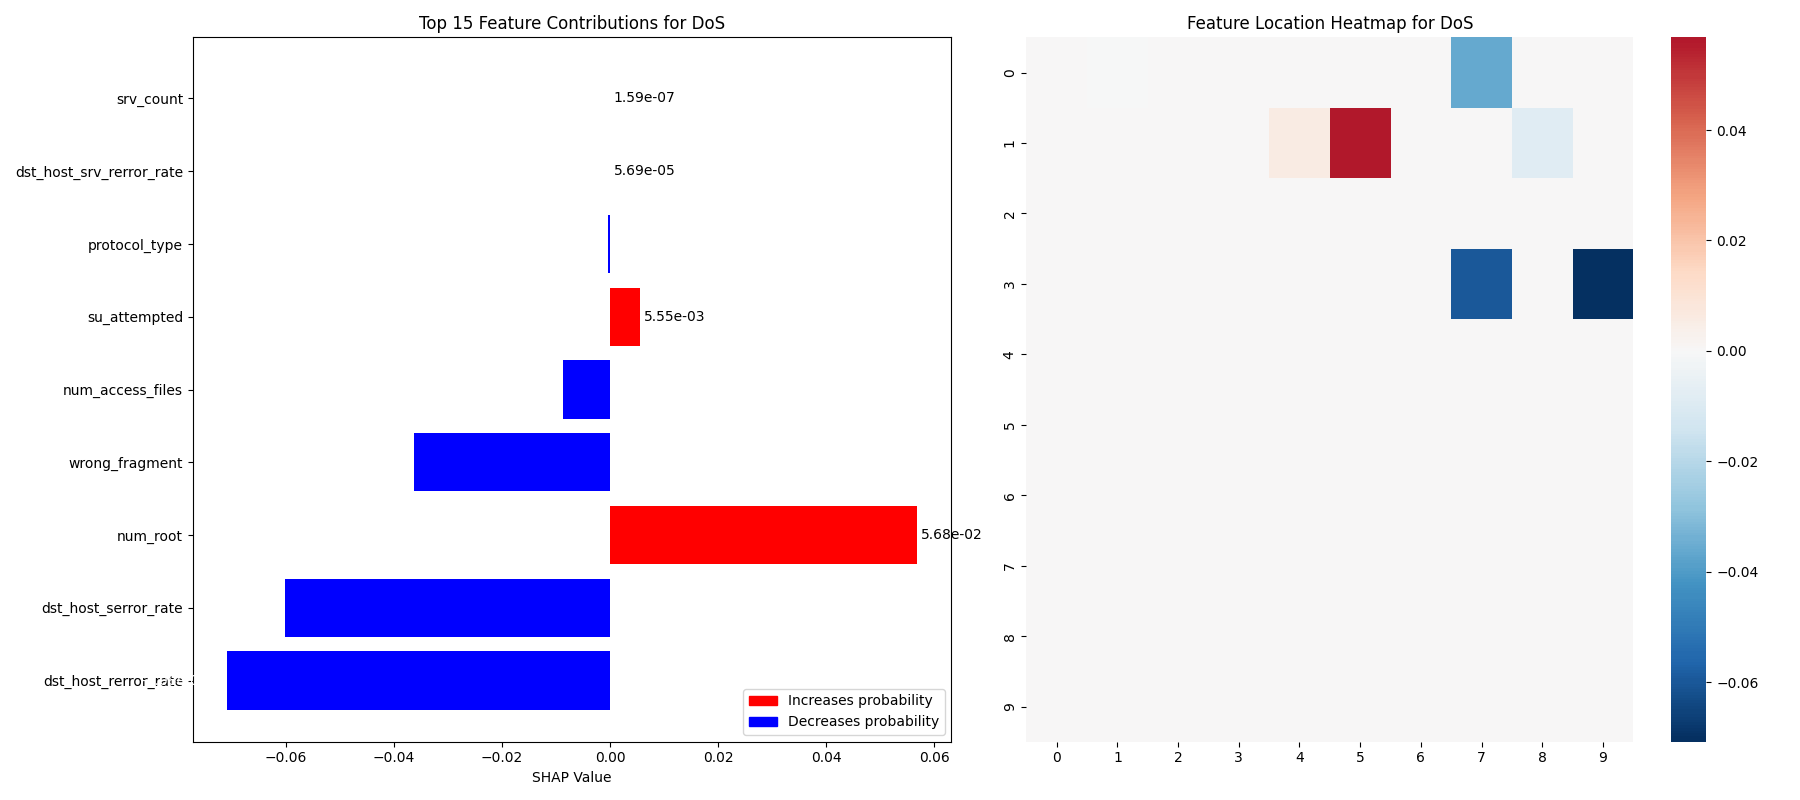 Top 15 Feature Contributions for DoS
srv_count
1.59e-07
dst_host_srv_rerror_rate
5.69e-05
protocol_type
su_attempted
5.55e-03
num_access_files
wrong_fragment
num_root
5.68e-02
dst_host_serror_rate
dst_host_rerror_rate
Increases probability
Decreases probability
−0.06 −0.04 −0.02 0.00 0.02 0.04 0.06
SHAP Value
Feature Location Heatmap for DoS
0
1
2
3
4
5
6
7
8
9
0 1 2 3 4 5 6 7 8 9
0.04
0.02
0.00
−0.02
−0.04
−0.06